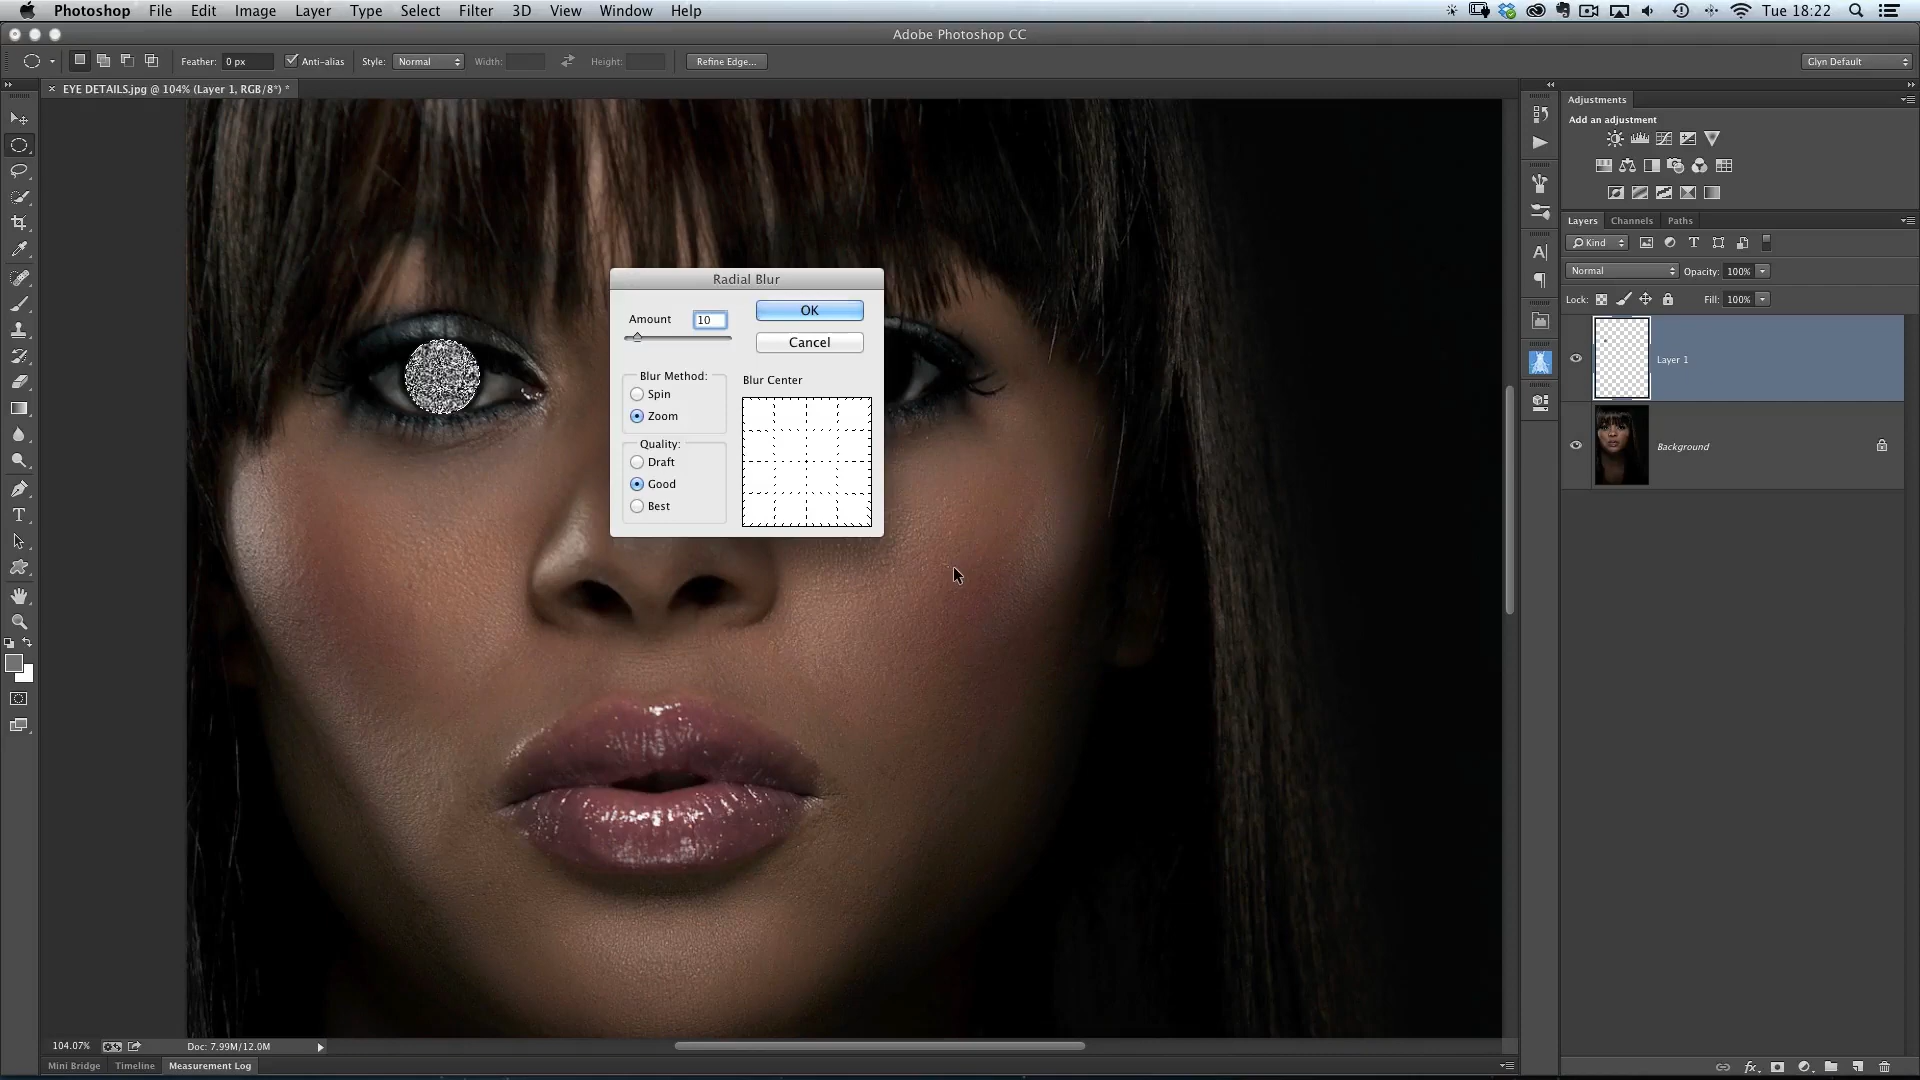 Photoshop File Edit Image Layer Type Select Filter 3D View Window Help Tue 18:22
Adobe Photoshop CC
Feather: 0 px Anti-alias Style: Normal Width: Height: Refine Edge... Glyn Default
× EYE DETAILS.jpg @ 104% (Layer 1, RGB/8*) *
Adjustments
Add an adjustment
Layers Channels Paths
Kind
Normal Opacity: 100%
Lock: Fill: 100%
Layer 1
Background
Radial Blur
Amount 10
OK
Cancel
Blur Method:
Spin
Zoom
Quality:
Draft
Good
Best
Blur Center
104.07% Doc: 7.99M/12.0M
Mini Bridge Timeline Measurement Log